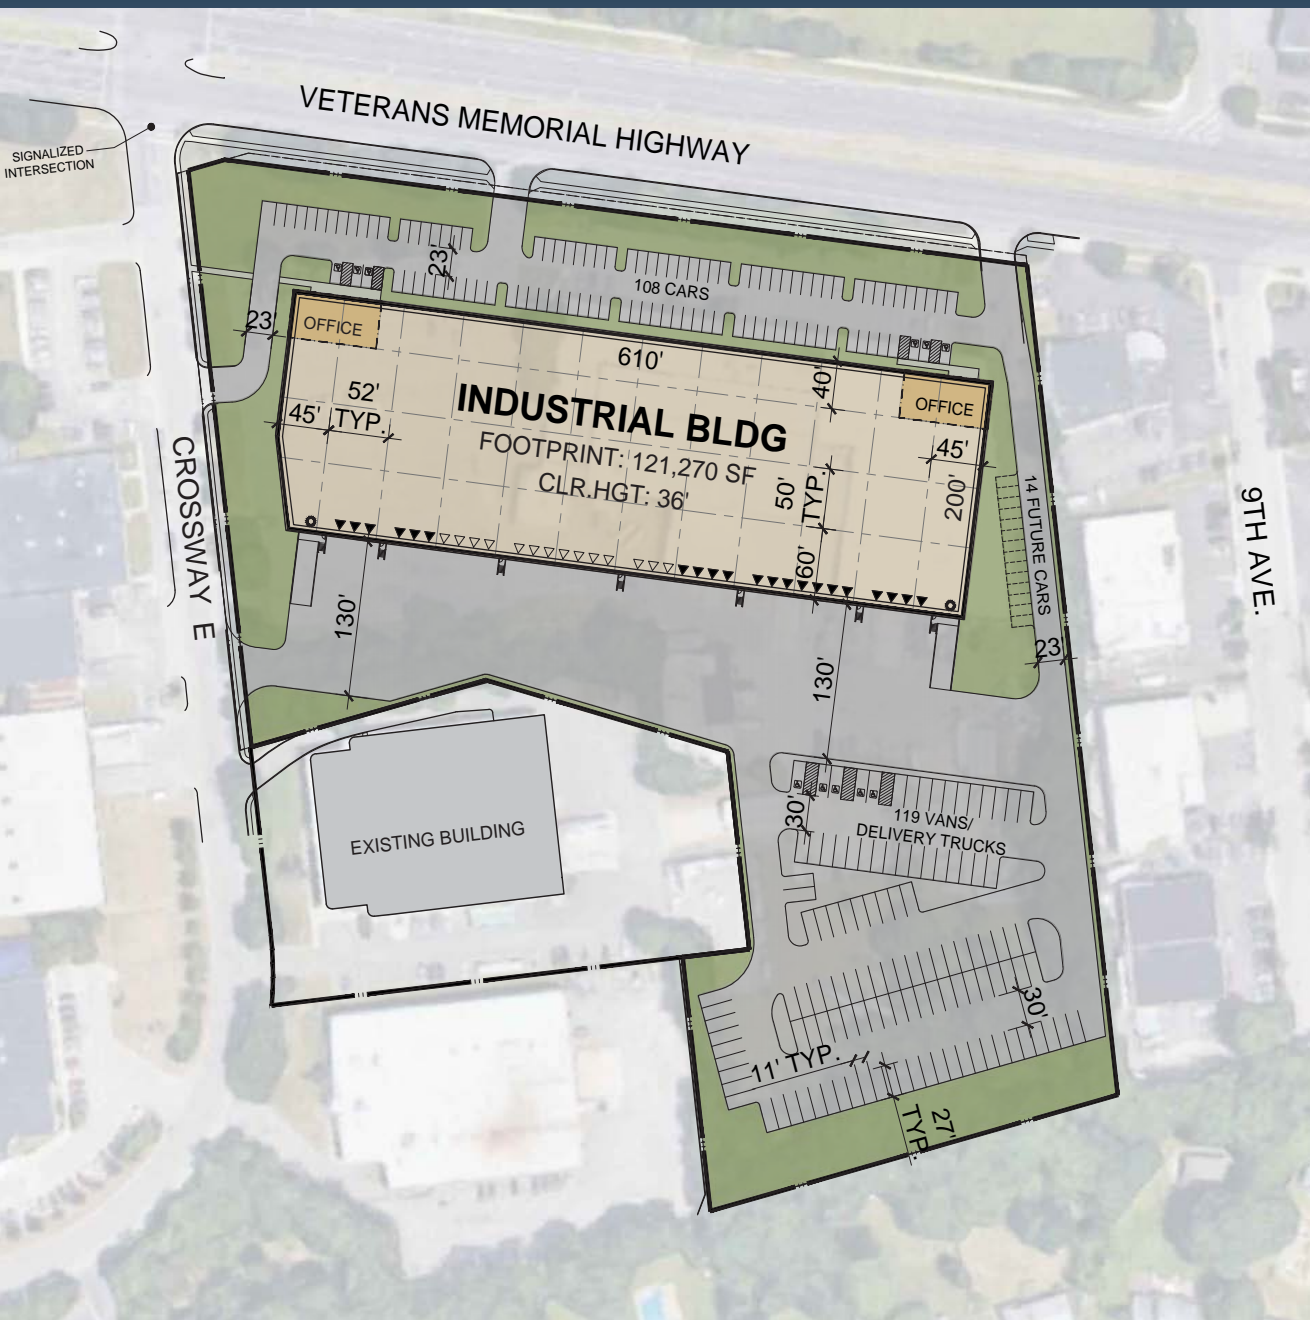 VETERANS MEMORIAL HIGHWAY
SIGNALIZED
INTERSECTION
23'
108 CARS
23'
OFFICE
610'
40'
OFFICE
52'
TYP.
45'
INDUSTRIAL BLDG
FOOTPRINT: 121,270 SF
CLR.HGT: 36'
50'
TYP.
45'
200'
60'
14 FUTURE CARS
23'
CROSSWAY E
9TH AVE.
130'
130'
EXISTING BUILDING
30'
119 VANS/
DELIVERY TRUCKS
30'
11' TYP.
27'
TYP.